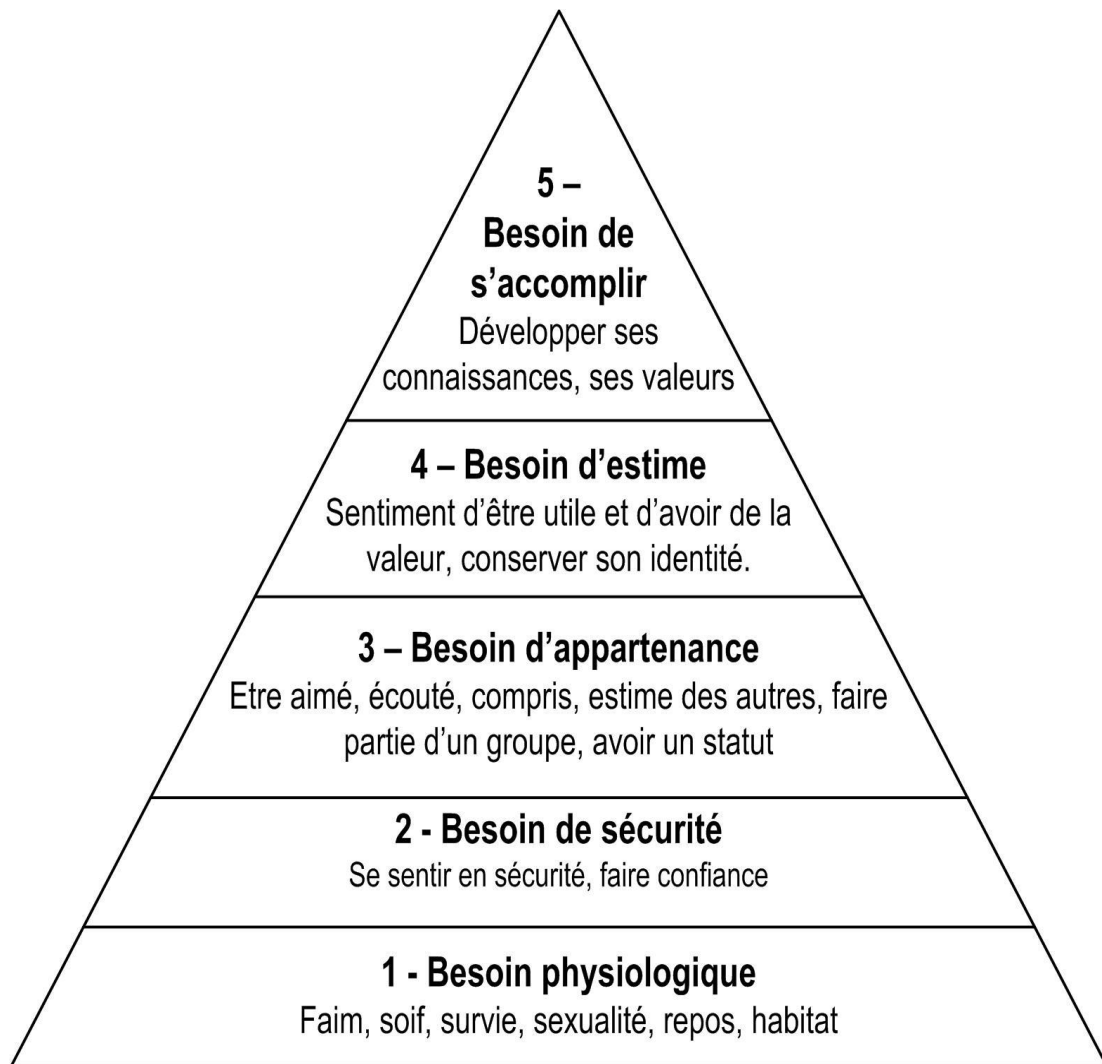 5 –
Besoin de
s’accomplir
Développer ses
connaissances, ses valeurs
4 – Besoin d’estime
Sentiment d’être utile et d’avoir de la
valeur, conserver son identité.
3 – Besoin d’appartenance
Etre aimé, écouté, compris, estime des autres, faire
partie d’un groupe, avoir un statut
2 - Besoin de sécurité
Se sentir en sécurité, faire confiance
1 - Besoin physiologique
Faim, soif, survie, sexualité, repos, habitat